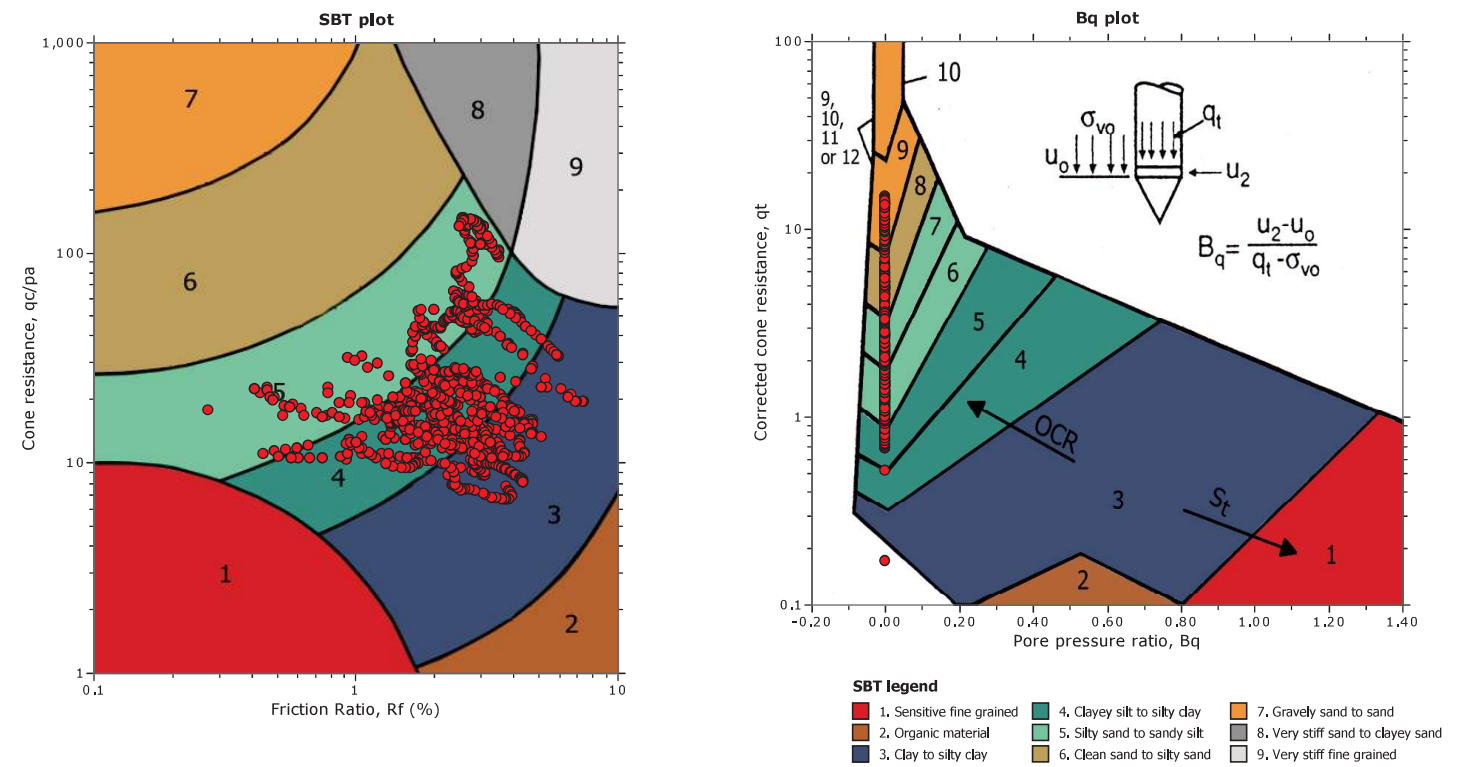 SBT plot
1,000
100
10
1
Cone resistance, qc/pa
7
8
9
6
5
4
3
1
2
0.1
1
10
Friction Ratio, Rf (%)
Bq plot
100
10
1
0.1
Corrected cone resistance, qt
10
9,
10,
11
or 12
9
8
7
6
5
4
3
2
1
OCR
St
σvo
qt
uo
u2
Bq= u2-uo
qt-σvo
-0.20
0.00
0.20
0.40
0.60
0.80
1.00
1.20
1.40
Pore pressure ratio, Bq
SBT legend
1. Sensitive fine grained
2. Organic material
3. Clay to silty clay
4. Clayey silt to silty clay
5. Silty sand to sandy silt
6. Clean sand to silty sand
7. Gravely sand to sand
8. Very stiff sand to clayey sand
9. Very stiff fine grained